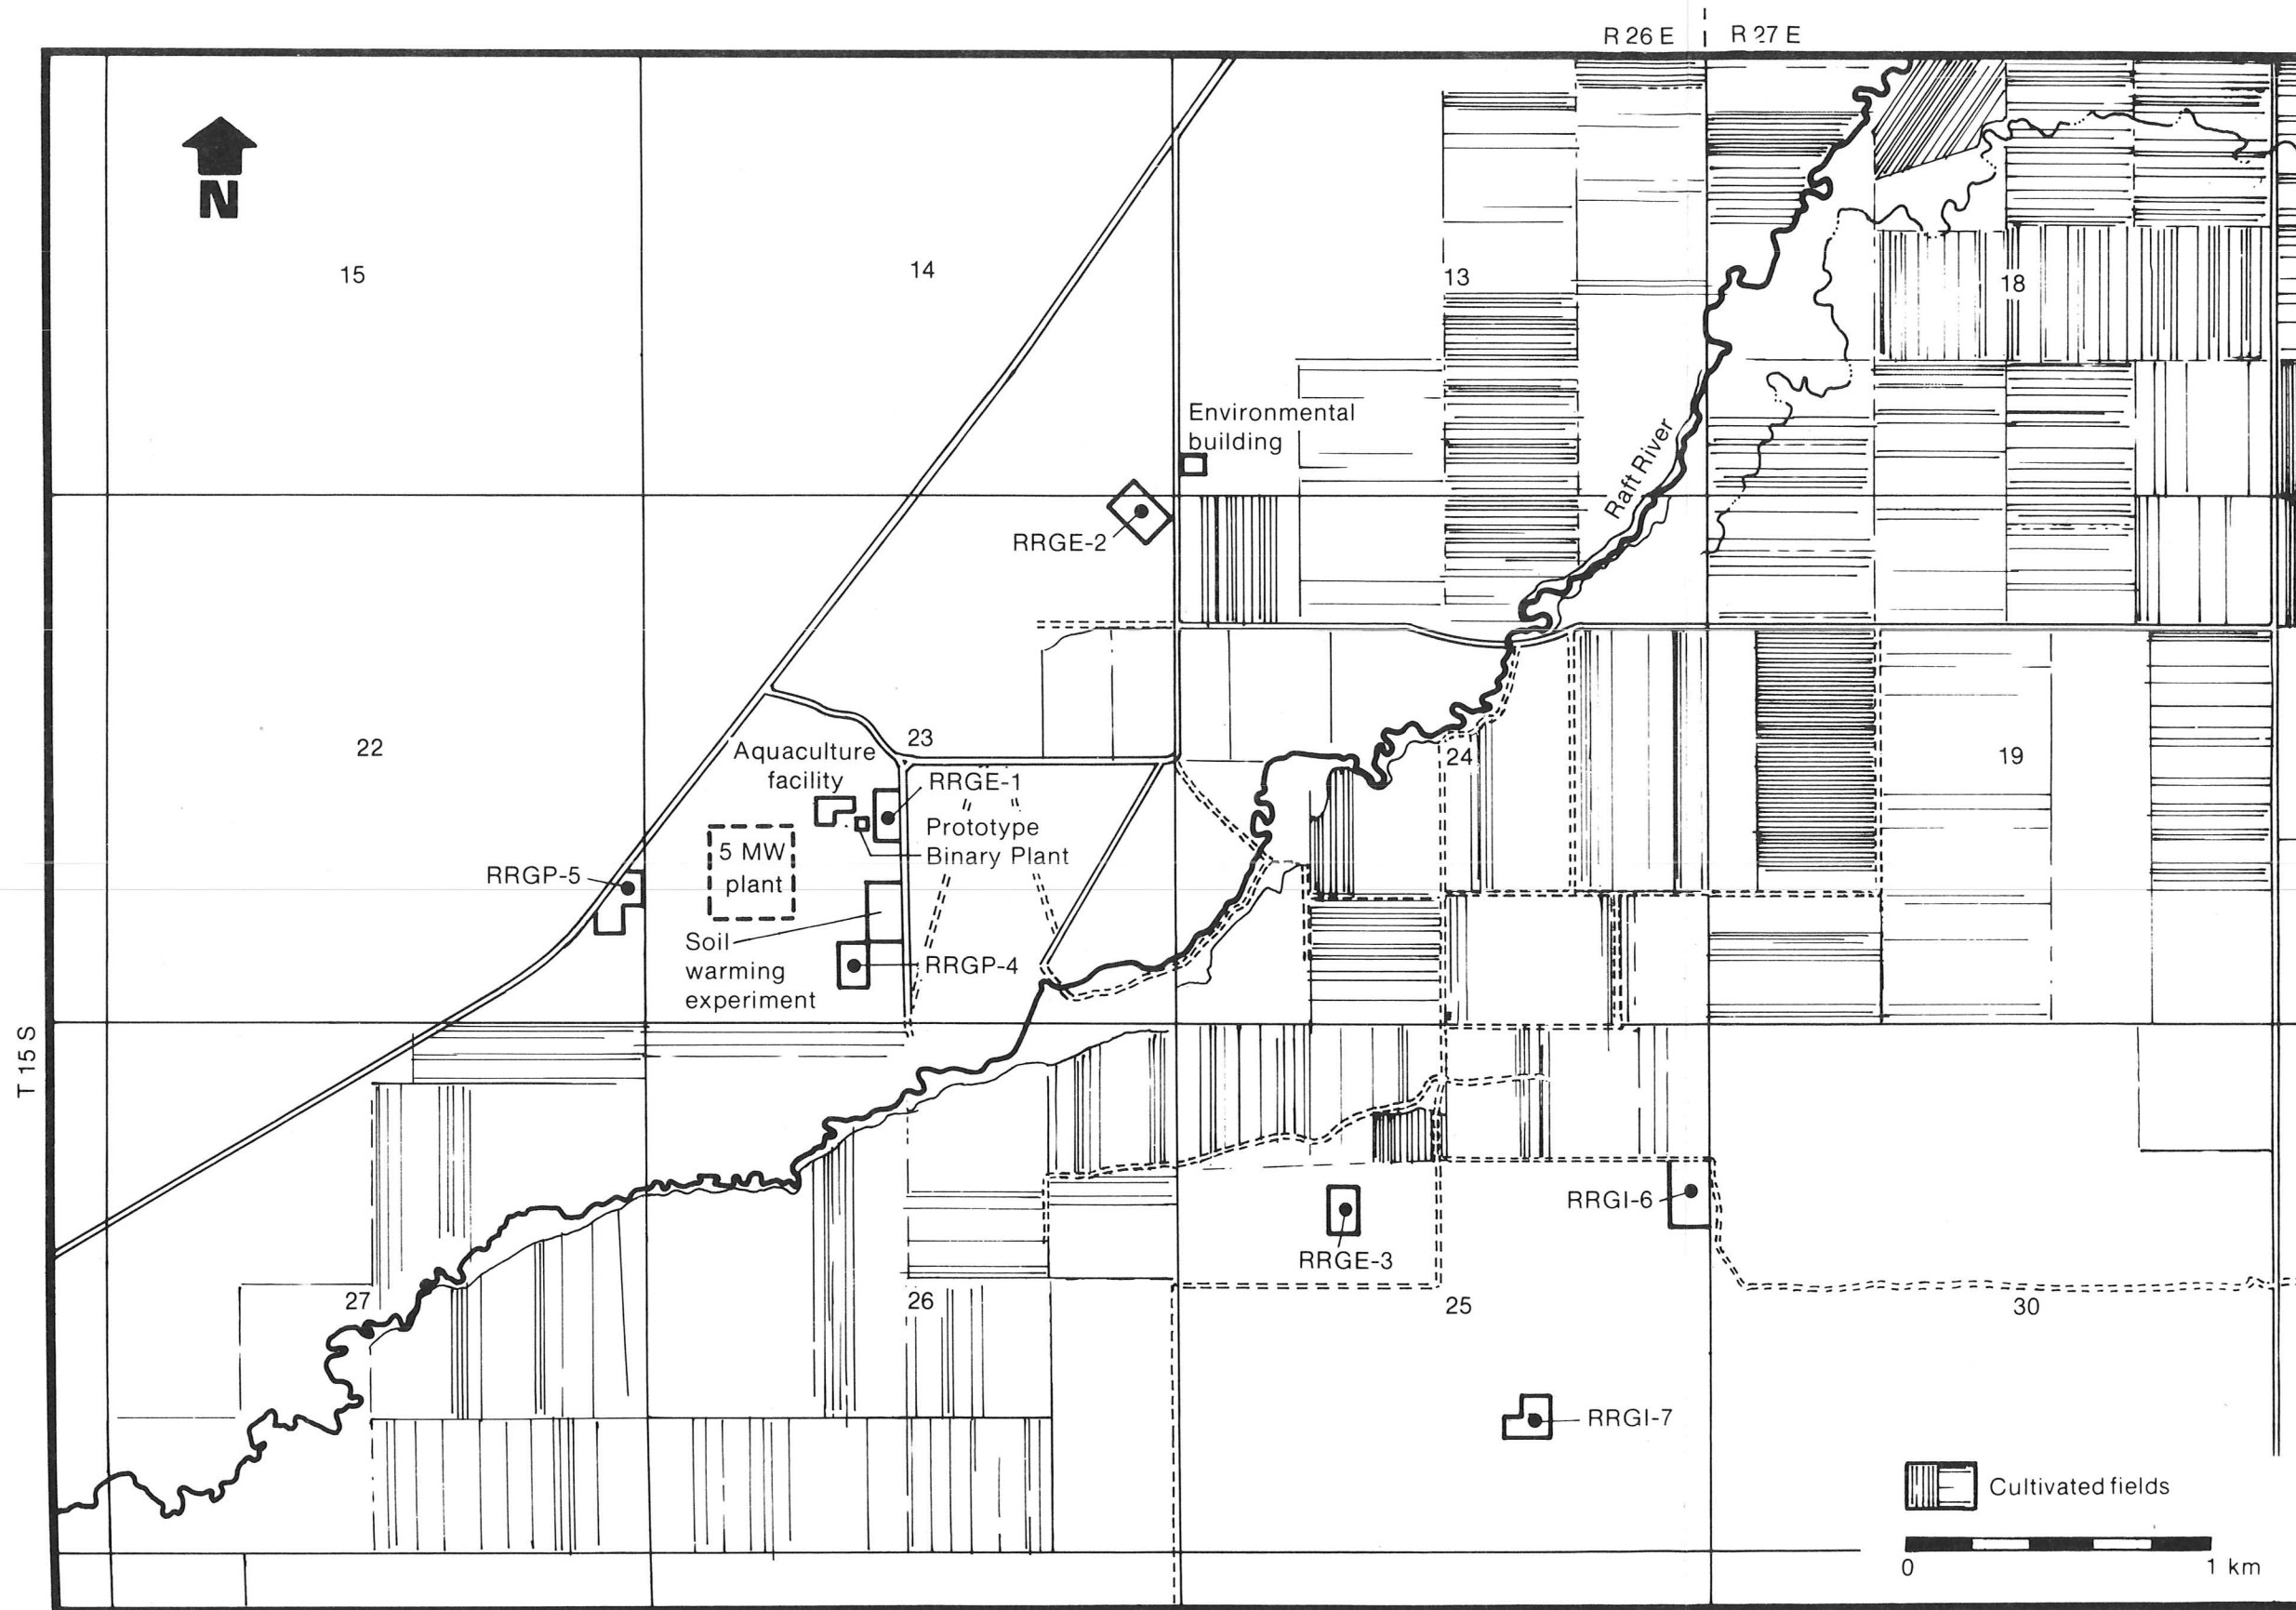 R 26 E | R 27 E
N
15
14
13
18
Environmental
building
Raft River
RRGE-2
22
23
24
19
Aquaculture
facility
RRGE-1
Prototype
Binary Plant
5 MW
plant
RRGP-5
Soil
warming
experiment
RRGP-4
T 15 S
RRGI-6
RRGE-3
27
26
25
30
RRGI-7
Cultivated fields
0 1 km